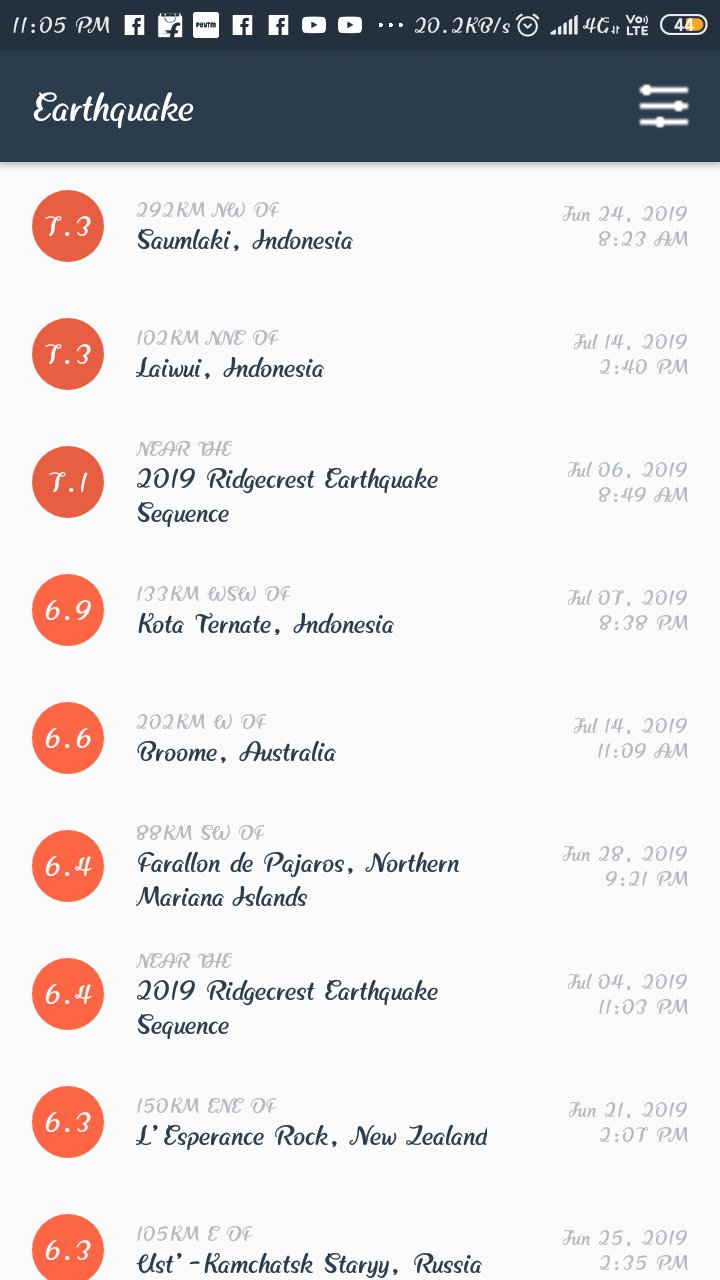 11:05 PM
Paytm
... 20.2KB/s 4G Vo) LTE 44
Earthquake
7.3
292KM NW OF
Saumlaki, Indonesia
Jun 24, 2019
8:23 AM
7.3
102KM NNE OF
Laiwui, Indonesia
Jul 14, 2019
2:40 PM
7.1
NEAR THE
2019 Ridgecrest Earthquake
Sequence
Jul 06, 2019
8:49 AM
6.9
133KM WSW OF
Kota Ternate, Indonesia
Jul 07, 2019
8:38 PM
6.6
202KM W OF
Broome, Australia
Jul 14, 2019
11:09 AM
6.4
88KM SW OF
Farallon de Pajaros, Northern
Mariana Islands
Jun 28, 2019
9:21 PM
6.4
NEAR THE
2019 Ridgecrest Earthquake
Sequence
Jul 04, 2019
11:03 PM
6.3
150KM ENE OF
L'Esperance Rock, New Zealand
Jun 21, 2019
2:07 PM
6.3
105KM E OF
Ust'-Kamchatsk Staryy, Russia
Jun 25, 2019
2:35 PM